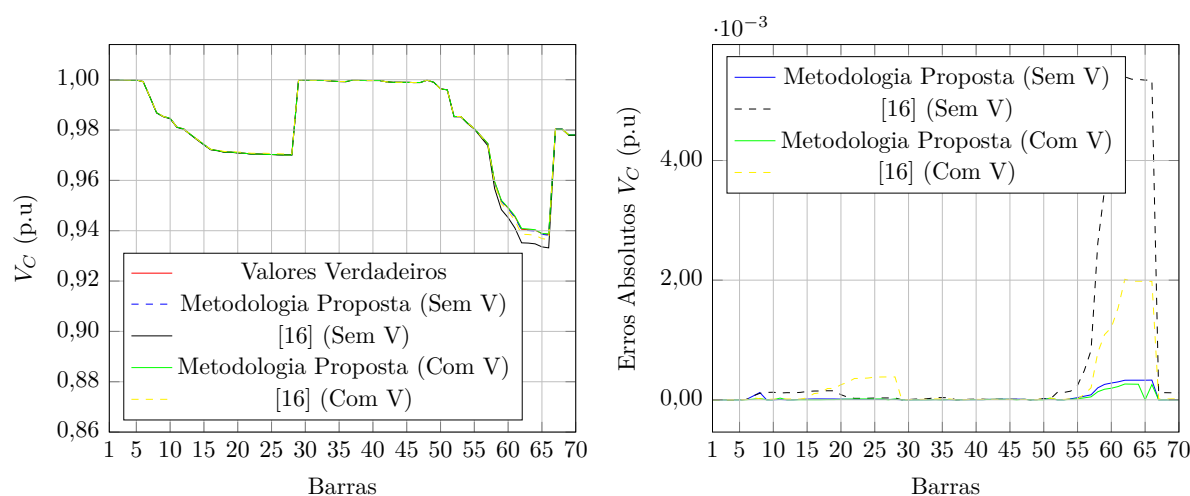 1,00
0,98
0,96
0,94
0,92
0,90
0,88
0,86
V_C (p.u)
Valores Verdadeiros
Metodologia Proposta (Sem V)
[16] (Sem V)
Metodologia Proposta (Com V)
[16] (Com V)
1 5 10 15 20 25 30 35 40 45 50 55 60 65 70
Barras
·10⁻³
4,00
2,00
0,00
Erros Absolutos V_C (p.u)
Metodologia Proposta (Sem V)
[16] (Sem V)
Metodologia Proposta (Com V)
[16] (Com V)
1 5 10 15 20 25 30 35 40 45 50 55 60 65 70
Barras